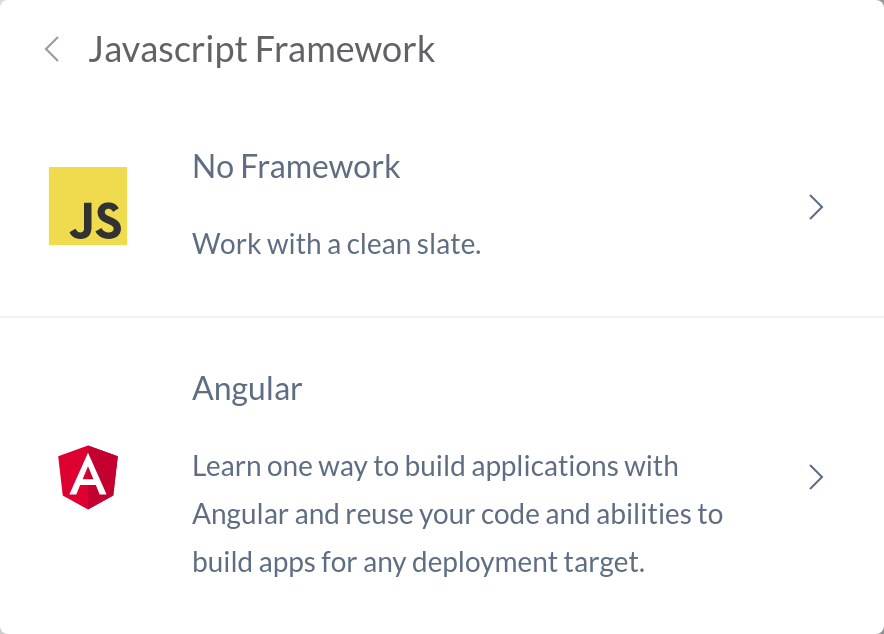 Javascript Framework
No Framework
JS
Work with a clean slate.
Angular
Learn one way to build applications with
A
Angular and reuse your code and abilities to
build apps for any deployment target.